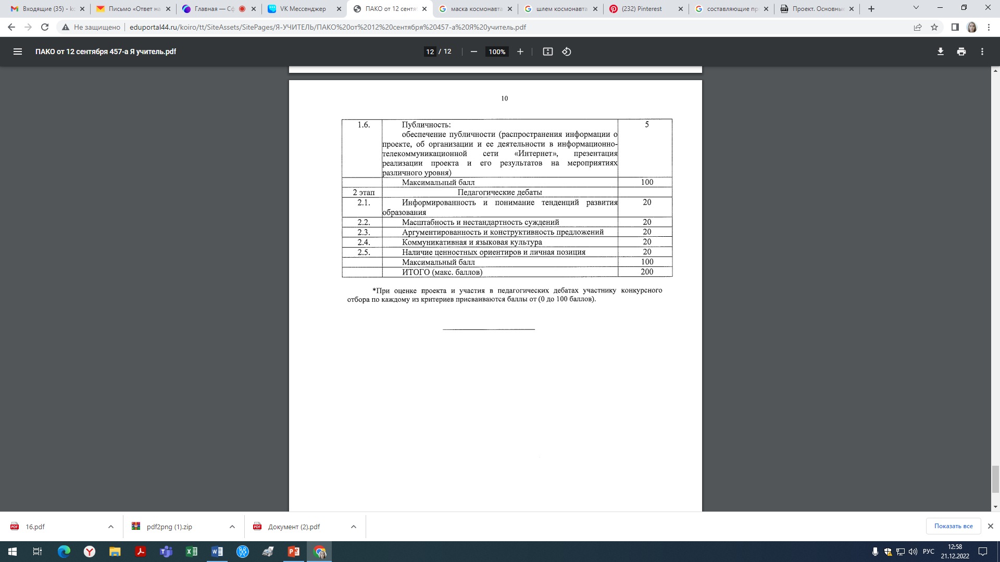 Входящие (35) - ko
Письмо «Ответ на
Главная — Сф
VK Мессенджер
ПАКО от 12 сентя
маска космонавта
шлем космонавта
(232) Pinterest
составляющие пр
Проект. Основные
Не защищено
eduportal44.ru/koiro/tt/SiteAssets/SitePages/Я-УЧИТЕЛЬ/ПАКО%20от%2012%20сентября%20457-а%20Я%20учитель.pdf
ПАКО от 12 сентября 457-а Я учитель.pdf
12 / 12
100%
10
1.6. Публичность: 5
обеспечение публичности (распространения информации о
проекте, об организации и ее деятельности в информационно-
телекоммуникационной сети «Интернет», презентация
реализации проекта и его результатов на мероприятиях
различного уровня)
Максимальный балл 100
2 этап Педагогические дебаты
2.1. Информированность и понимание тенденций развития 20
образования
2.2. Масштабность и нестандартность суждений 20
2.3. Аргументированность и конструктивность предложений 20
2.4. Коммуникативная и языковая культура 20
2.5. Наличие ценностных ориентиров и личная позиция 20
Максимальный балл 100
ИТОГО (макс. баллов) 200
*При оценке проекта и участия в педагогических дебатах участнику конкурсного
отбора по каждому из критериев присваиваются баллы от (0 до 100 баллов).
16.pdf
pdf2png (1).zip
Документ (2).pdf
Показать все
РУС
12:58
21.12.2022